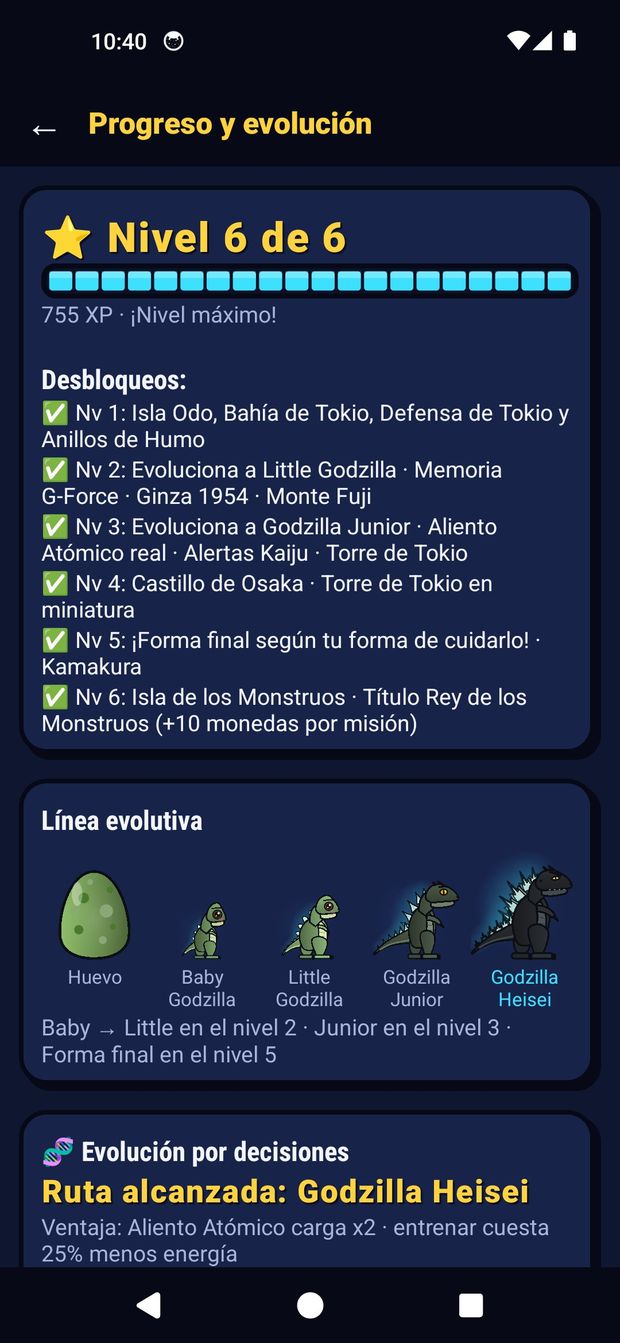 10:40
← Progreso y evolución
⭐ Nivel 6 de 6
755 XP · ¡Nivel máximo!
Desbloqueos:
✅ Nv 1: Isla Odo, Bahía de Tokio, Defensa de Tokio y
Anillos de Humo
✅ Nv 2: Evoluciona a Little Godzilla · Memoria
G-Force · Ginza 1954 · Monte Fuji
✅ Nv 3: Evoluciona a Godzilla Junior · Aliento
Atómico real · Alertas Kaiju · Torre de Tokio
✅ Nv 4: Castillo de Osaka · Torre de Tokio en
miniatura
✅ Nv 5: ¡Forma final según tu forma de cuidarlo! ·
Kamakura
✅ Nv 6: Isla de los Monstruos · Título Rey de los
Monstruos (+10 monedas por misión)
Línea evolutiva
Huevo
Baby
Godzilla
Little
Godzilla
Godzilla
Junior
Godzilla
Heisei
Baby → Little en el nivel 2 · Junior en el nivel 3 ·
Forma final en el nivel 5
🧬 Evolución por decisiones
Ruta alcanzada: Godzilla Heisei
Ventaja: Aliento Atómico carga x2 · entrenar cuesta
25% menos energía